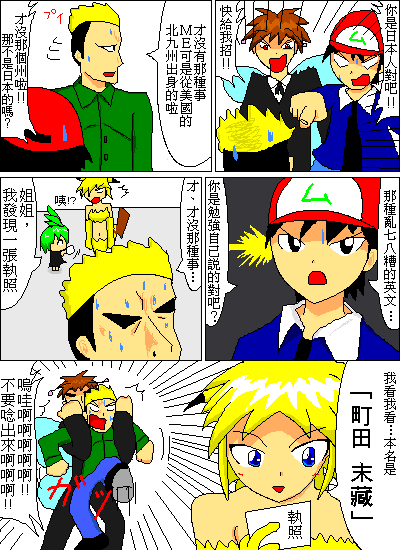 你是日本人對吧!!
快給我招!!
才沒有那種事
ME可是從美國的
北九州出身的啦
プイ
才沒那個州啦!!
那不是日本的嗎?
那種亂七八糟的英文…
你是勉強自己說的對吧?
才、才沒那種事…
咦!?
姐姐,
我發現一張執照
我看我看…本名是
「町田 末藏」
執照
嗚哇啊啊啊啊!!
不要唸出來啊啊啊!!
ガッ